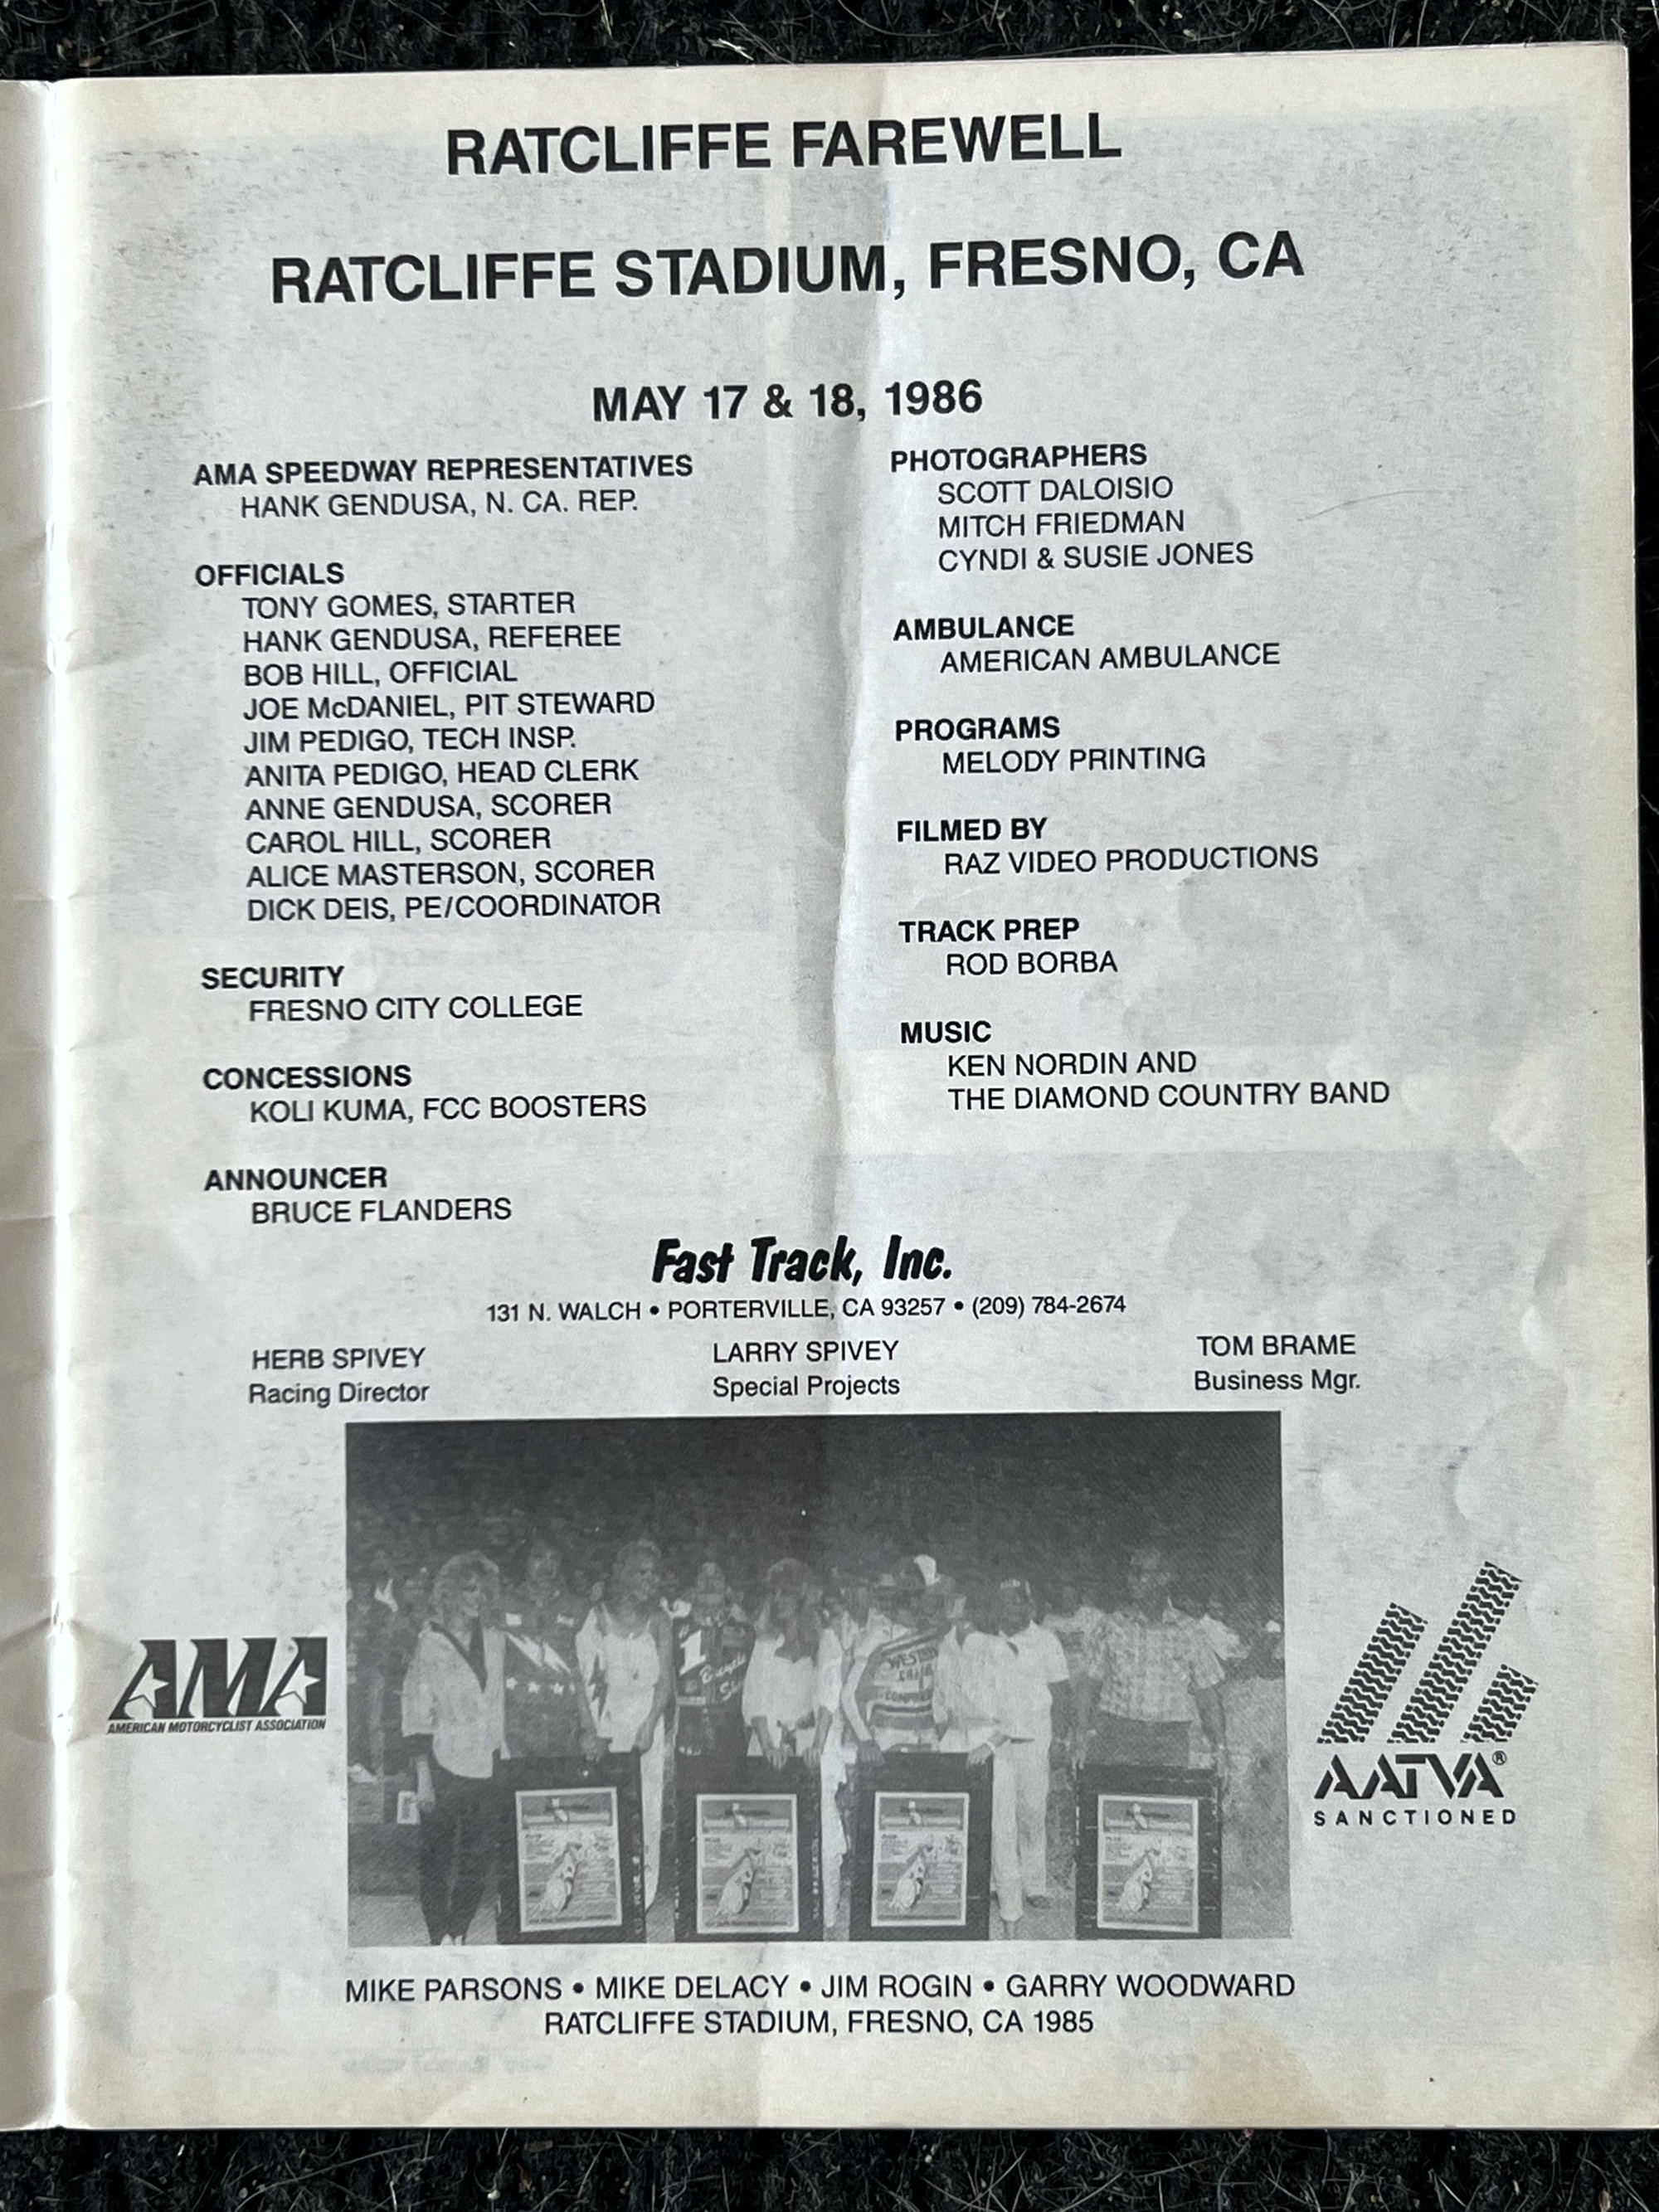 RATCLIFFE FAREWELL
RATCLIFFE STADIUM, FRESNO, CA
MAY 17 & 18, 1986
AMA SPEEDWAY REPRESENTATIVES
HANK GENDUSA, N. CA. REP.
OFFICIALS
TONY GOMES, STARTER
HANK GENDUSA, REFEREE
BOB HILL, OFFICIAL
JOE McDANIEL, PIT STEWARD
JIM PEDIGO, TECH INSP.
ANITA PEDIGO, HEAD CLERK
ANNE GENDUSA, SCORER
CAROL HILL, SCORER
ALICE MASTERSON, SCORER
DICK DEIS, PE/COORDINATOR
SECURITY
FRESNO CITY COLLEGE
CONCESSIONS
KOLI KUMA, FCC BOOSTERS
ANNOUNCER
BRUCE FLANDERS
PHOTOGRAPHERS
SCOTT DALOISIO
MITCH FRIEDMAN
CYNDI & SUSIE JONES
AMBULANCE
AMERICAN AMBULANCE
PROGRAMS
MELODY PRINTING
FILMED BY
RAZ VIDEO PRODUCTIONS
TRACK PREP
ROD BORBA
MUSIC
KEN NORDIN AND
THE DIAMOND COUNTRY BAND
Fast Track, Inc.
131 N. WALCH • PORTERVILLE, CA 93257 • (209) 784-2674
HERB SPIVEY
Racing Director
LARRY SPIVEY
Special Projects
TOM BRAME
Business Mgr.
1
AMA
AMERICAN MOTORCYCLIST ASSOCIATION
AATVA®
SANCTIONED
MIKE PARSONS • MIKE DELACY • JIM ROGIN • GARRY WOODWARD
RATCLIFFE STADIUM, FRESNO, CA 1985